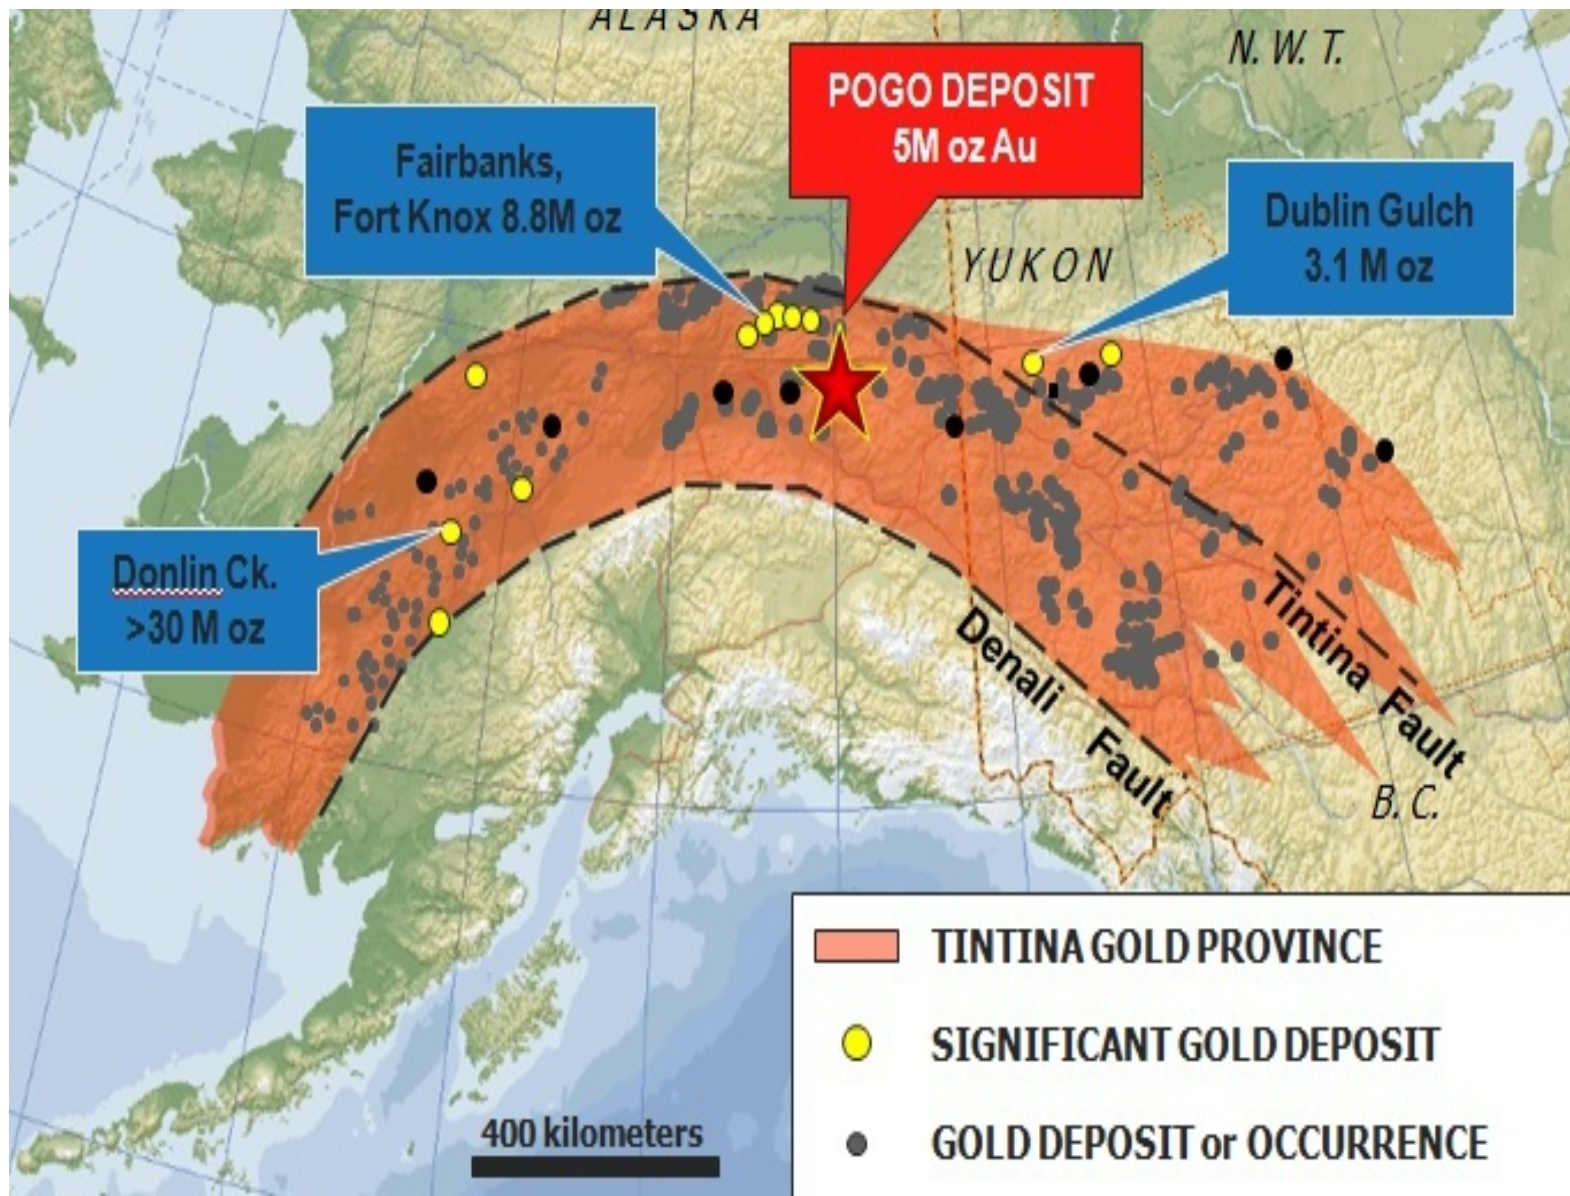 ALASKA
N. W. T.
POGO DEPOSIT
5M oz Au
Fairbanks,
Fort Knox 8.8M oz
Dublin Gulch
3.1 M oz
YUKON
Donlin Ck.
>30 M oz
Denali
Fault
Tintina
Fault
B. C.
TINTINA GOLD PROVINCE
SIGNIFICANT GOLD DEPOSIT
GOLD DEPOSIT or OCCURRENCE
400 kilometers